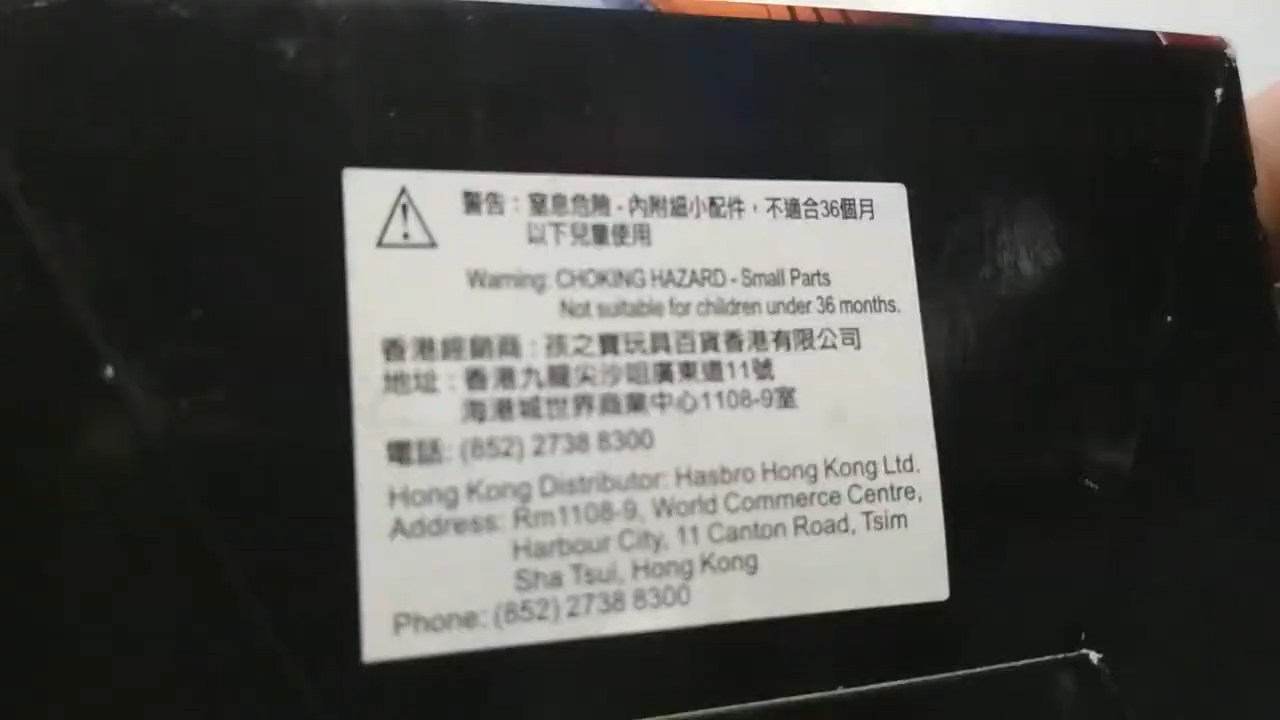 警告：窒息危險 - 內附細小配件，不適合36個月
以下兒童使用
Warning: CHOKING HAZARD - Small Parts
Not suitable for children under 36 months.
香港經銷商：孩之寶玩具百貨香港有限公司
地址：香港九龍尖沙咀廣東道11號
海港城世界商業中心1108-9室
電話: (852) 2738 8300
Hong Kong Distributor: Hasbro Hong Kong Ltd.
Address: Rm1108-9, World Commerce Centre,
Harbour City, 11 Canton Road, Tsim
Sha Tsui, Hong Kong
Phone: (852) 2738 8300